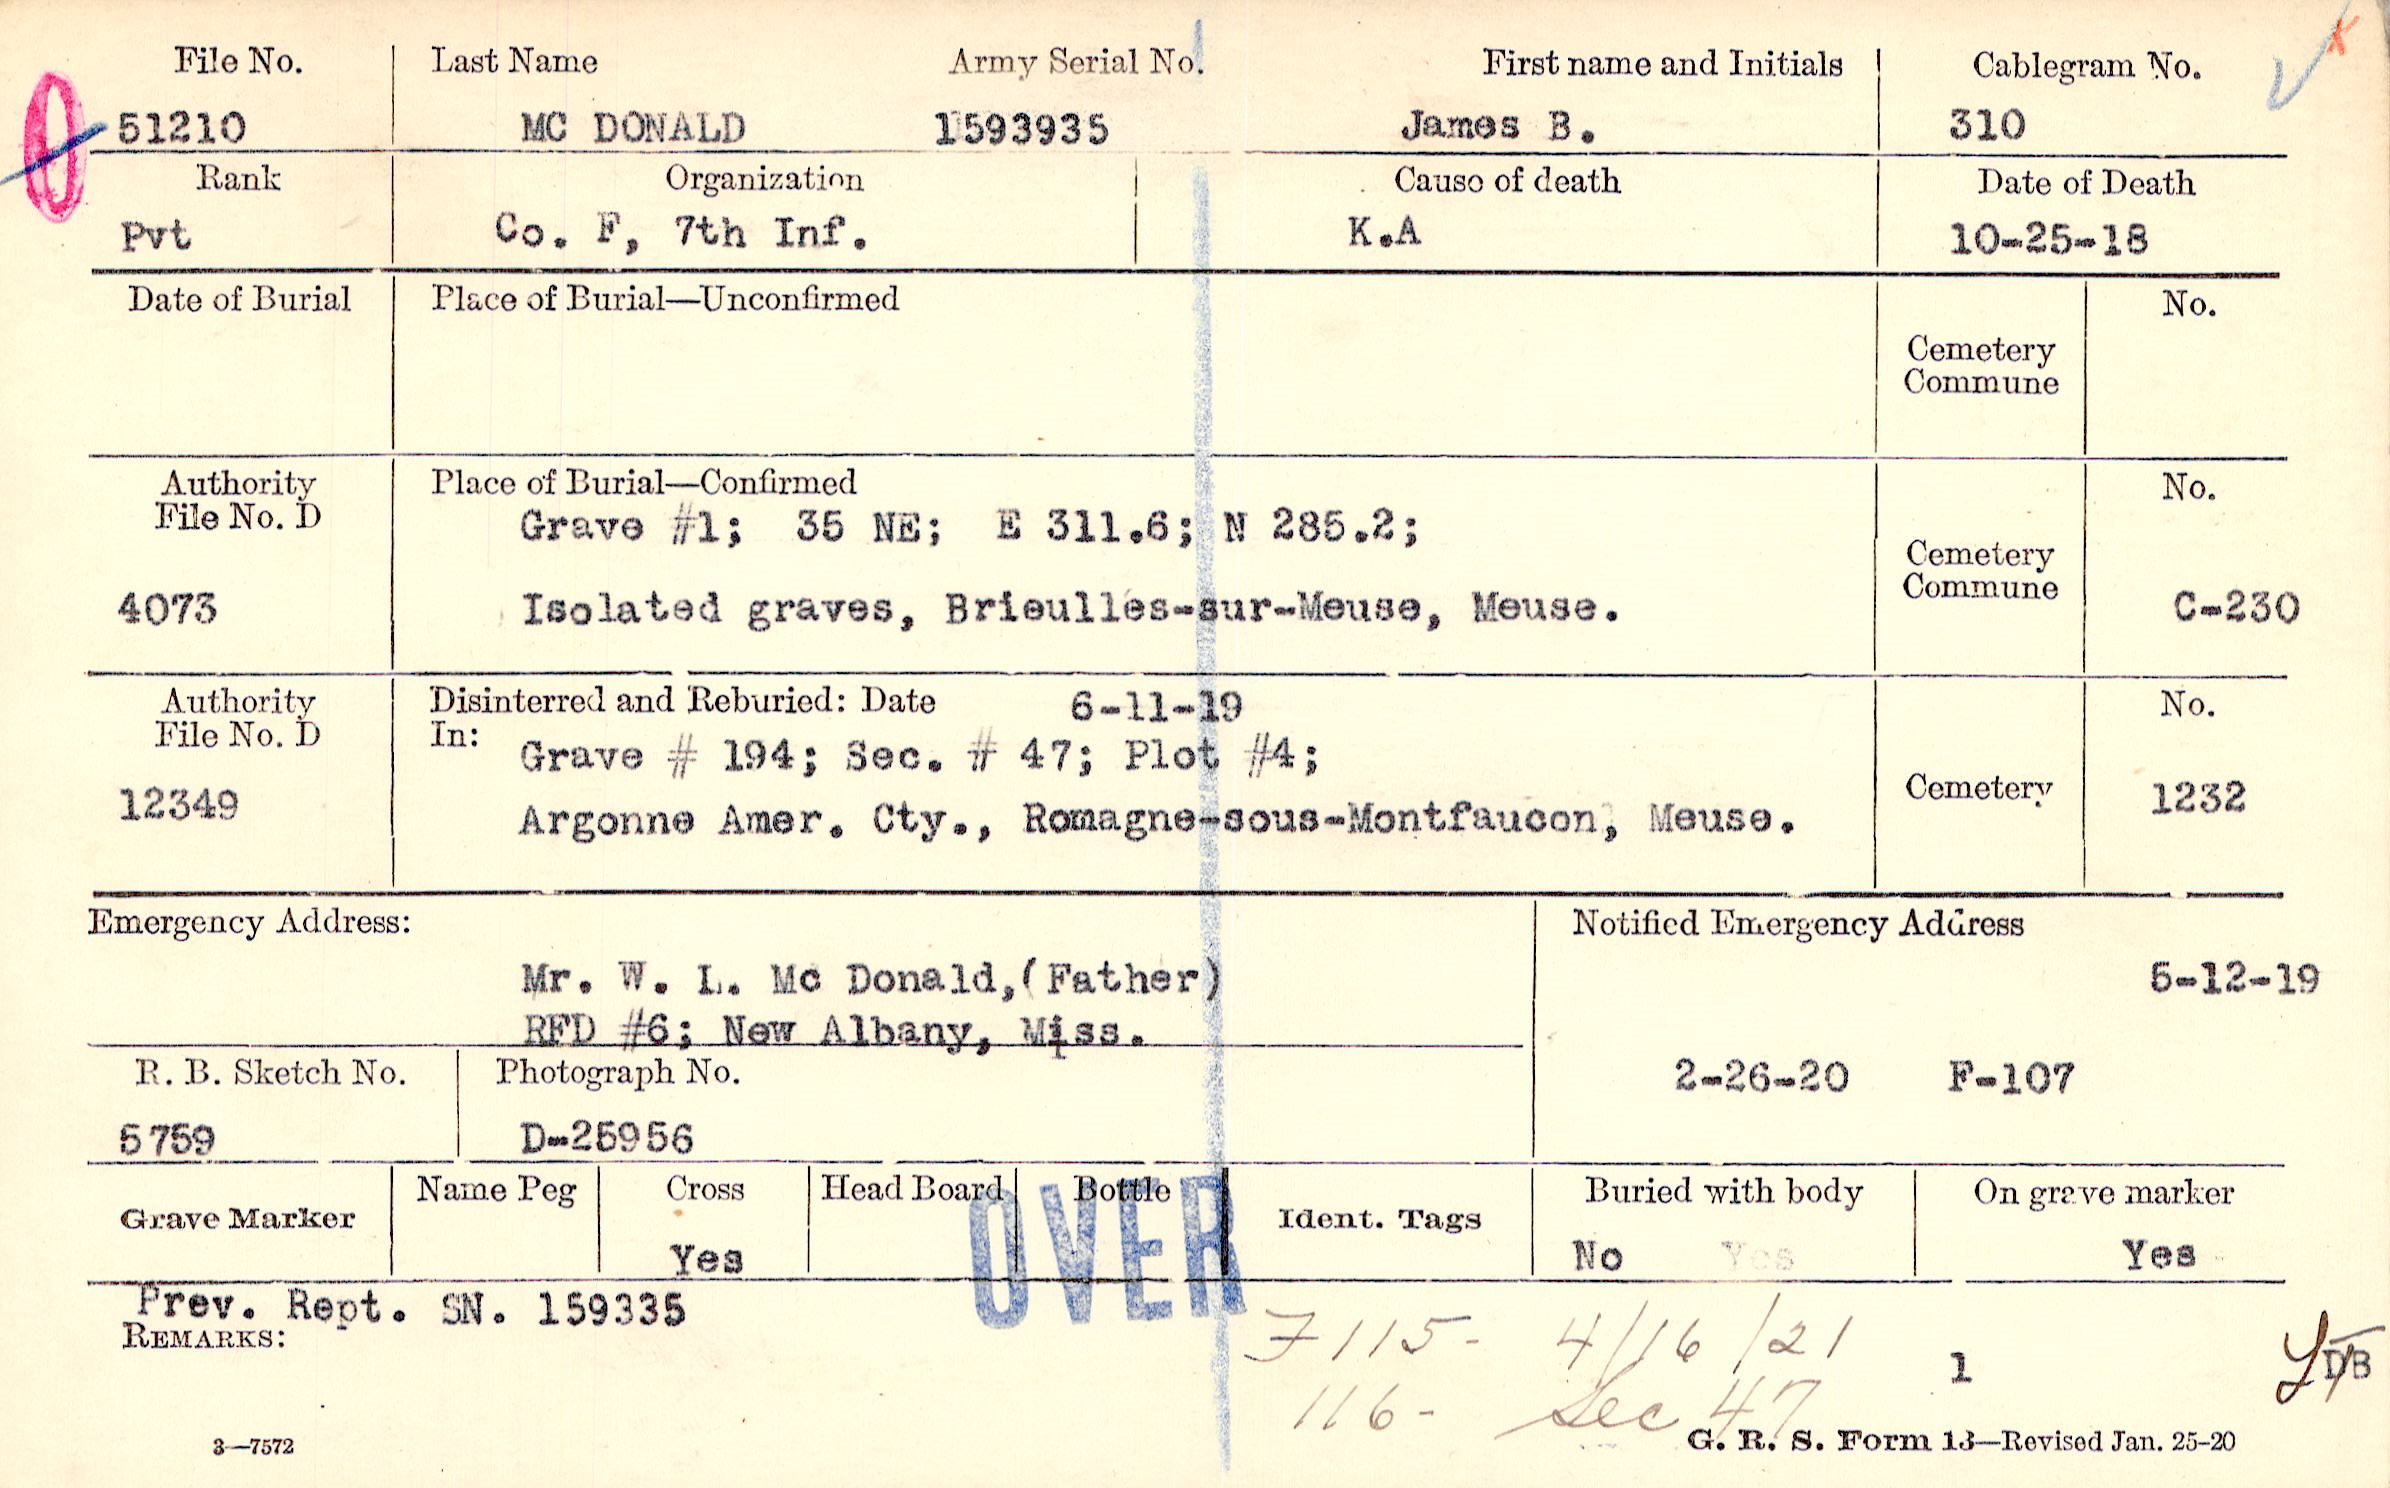 File No. Last Name Army Serial No. First name and Initials Cablegram No.
51210 MC DONALD 1593935 James B. 310
Rank Organization Cause of death Date of Death
Pvt Co. F, 7th Inf. K.A 10-25-18
Date of Burial Place of Burial—Unconfirmed No.
Cemetery
Commune
Authority Place of Burial—Confirmed No.
File No. D Grave #1; 35 NE; E 311.6; N 285.2;
Cemetery
Commune
4073 Isolated graves, Brieulles-sur-Meuse, Meuse. C-230
Authority Disinterred and Reburied: Date 6-11-19 No.
File No. D In: Grave # 194; Sec. # 47; Plot #4;
12349 Cemetery 1232
Argonne Amer. Cty., Romagne-sous-Montfaucon, Meuse.
Emergency Address: Notified Emergency Address
Mr. W. L. Mc Donald,(Father) 5-12-19
RFD #6; New Albany, Miss.
R. B. Sketch No. Photograph No. 2-26-20 F-107
5759 D-25956
Grave Marker Name Peg Cross Head Board Bottle Ident. Tags Buried with body On grave marker
Yes No Yes Yes
OVER
Prev. Rept. SN. 159335
REMARKS:
F 115- 4/16/21
1 DB
116- Sec 47
3—7572 G. R. S. Form 13—Revised Jan. 25-20